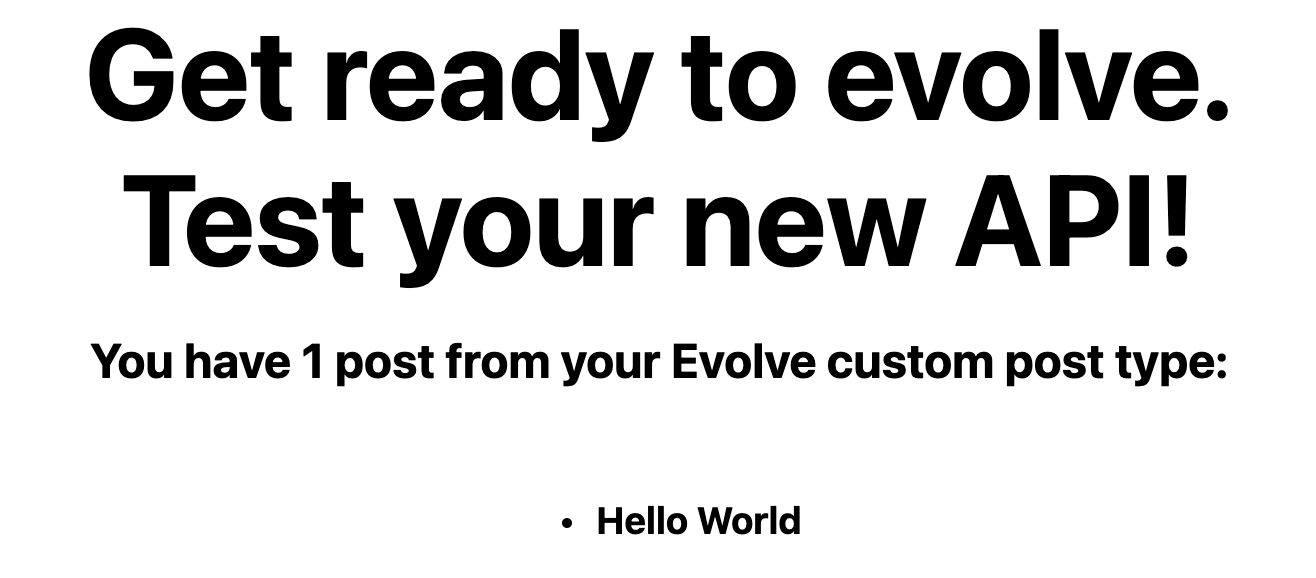 Get ready to evolve.
Test your new API!
You have 1 post from your Evolve custom post type:
• Hello World